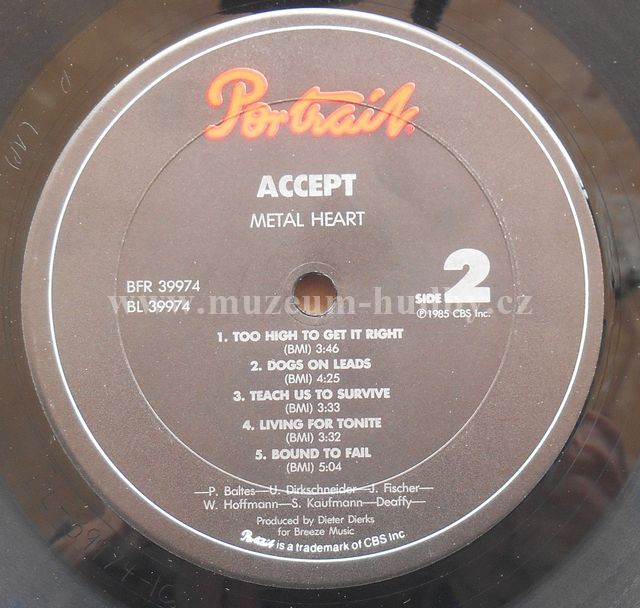 Portrait.
ACCEPT
METAL HEART
BFR 39974
BL 39974
SIDE 2
℗1985 CBS Inc.
www.muzeum-hudby.cz
1. TOO HIGH TO GET IT RIGHT
(BMI) 3:46
2. DOGS ON LEADS
(BMI) 4:25
3. TEACH US TO SURVIVE
(BMI) 3:33
4. LIVING FOR TONITE
(BMI) 3:32
5. BOUND TO FAIL
(BMI) 5:04
—P. Baltes—U. Dirkschneider—J. Fischer—
W. Hoffmann—S. Kaufmann—Deaffy—
Produced by Dieter Dierks
for Breeze Music
Portrait is a trademark of CBS Inc.